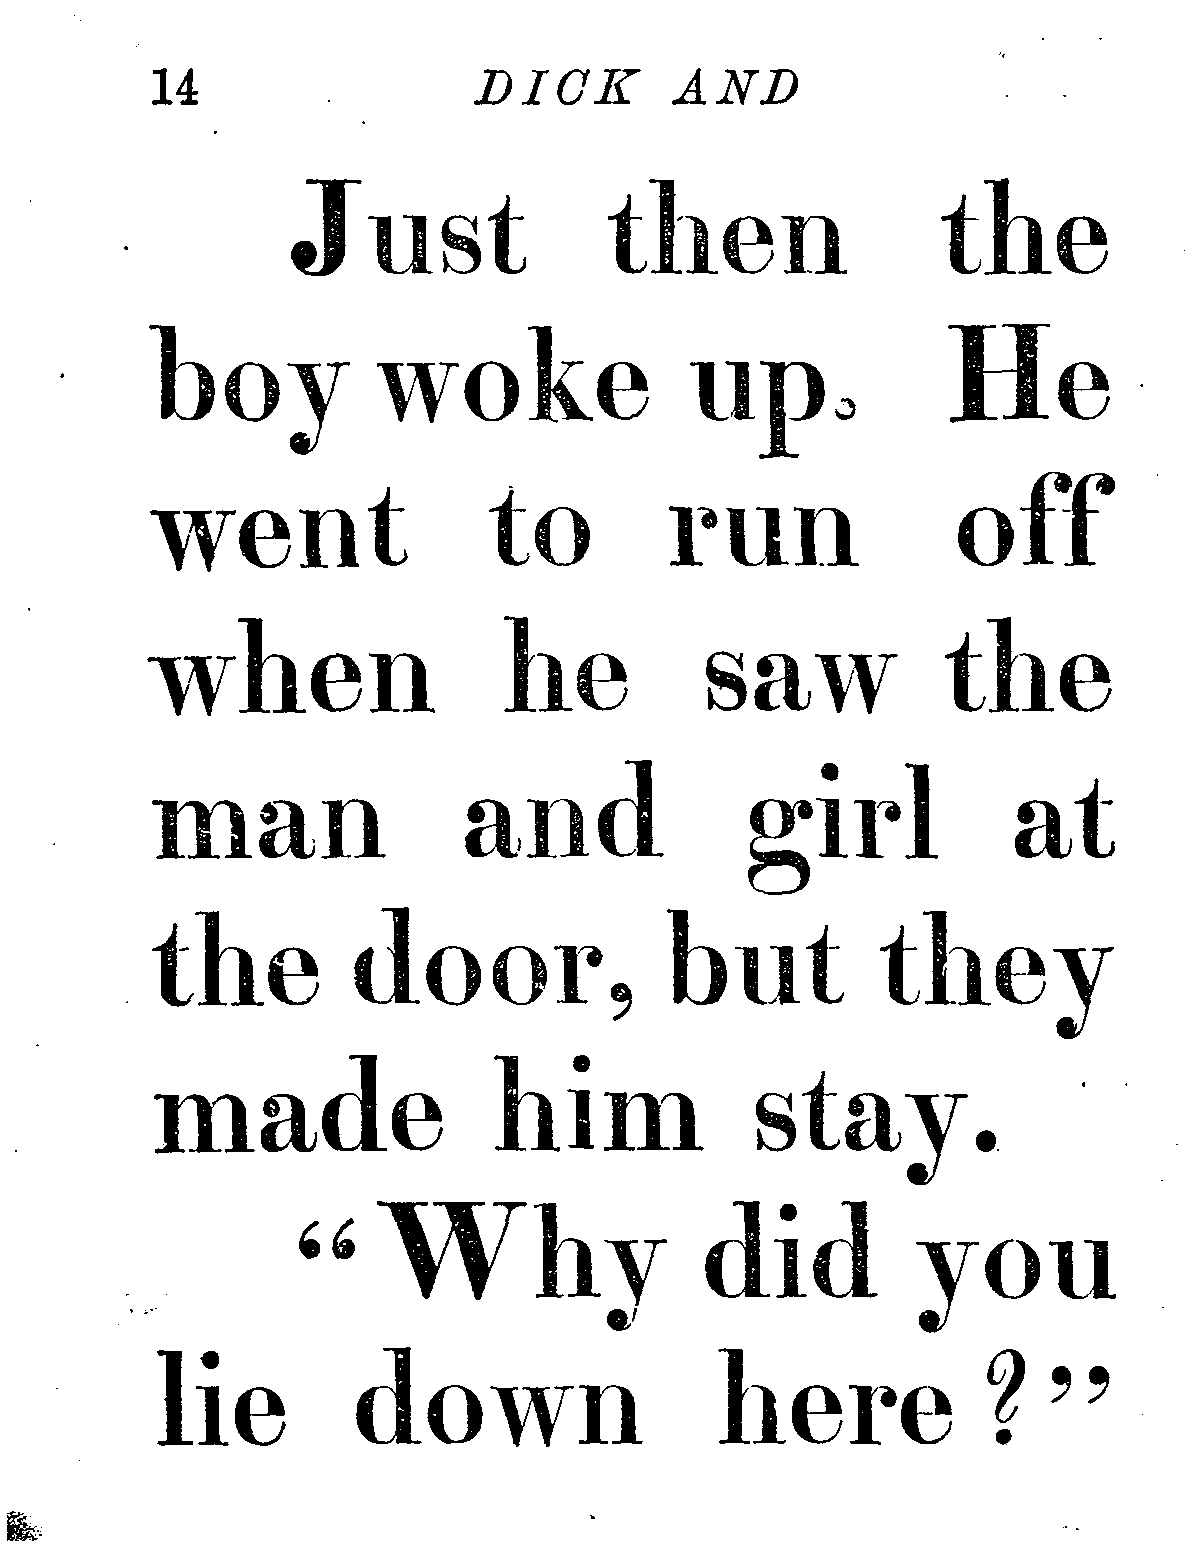 14 DICK AND
Just then the
boy woke up. He
went to run off
when he saw the
man and girl at
the door, but they
made him stay.
“Why did you
lie down here?”